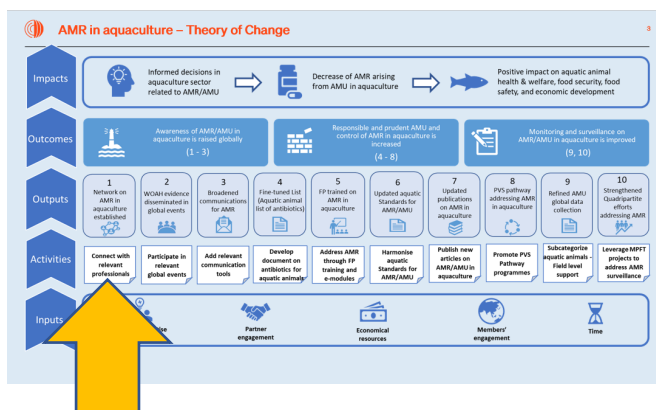 AMR in aquaculture – Theory of Change
3
Impacts
Informed decisions in
aquaculture sector
related to AMR/AMU
Decrease of AMR arising
from AMU in aquaculture
Positive impact on aquatic animal
health & welfare, food security, food
safety, and economic development
Outcomes
Awareness of AMR/AMU in
aquaculture is raised globally
(1 - 3)
Responsible and prudent AMU and
control of AMR in aquaculture is
increased
(4 - 8)
Monitoring and surveillance on
AMR/AMU in aquaculture is improved
(9, 10)
Outputs
1
Network on
AMR in
aquaculture
established
2
WOAH evidence
disseminated in
global events
3
Broadened
communications
for AMR
4
Fine-tuned List
(Aquatic animal
list of antibiotics)
5
FP trained on
AMR in
aquaculture
6
Updated aquatic
Standards for
AMR/AMU
7
Updated
publications
on AMR in
aquaculture
8
PVS pathway
addressing AMR
in aquaculture
9
Refined AMU
global data
collection
10
Strengthened
Quadripartite
efforts
addressing AMR
Activities
Connect with
relevant
professionals
Participate in
relevant
global events
Add relevant
communication
tools
Develop
document on
antibiotics for
aquatic animals
Address AMR
through FP
training and
e-modules
Harmonise
aquatic
Standards for
AMR/AMU
Publish new
articles on
AMR/AMU in
aquaculture
Promote PVS
Pathway
programmes
Subcategorize
aquatic animals -
Field level
support
Leverage MPFT
projects to
address AMR
surveillance
Inputs
Partner
engagement
Economical
resources
Members'
engagement
Time